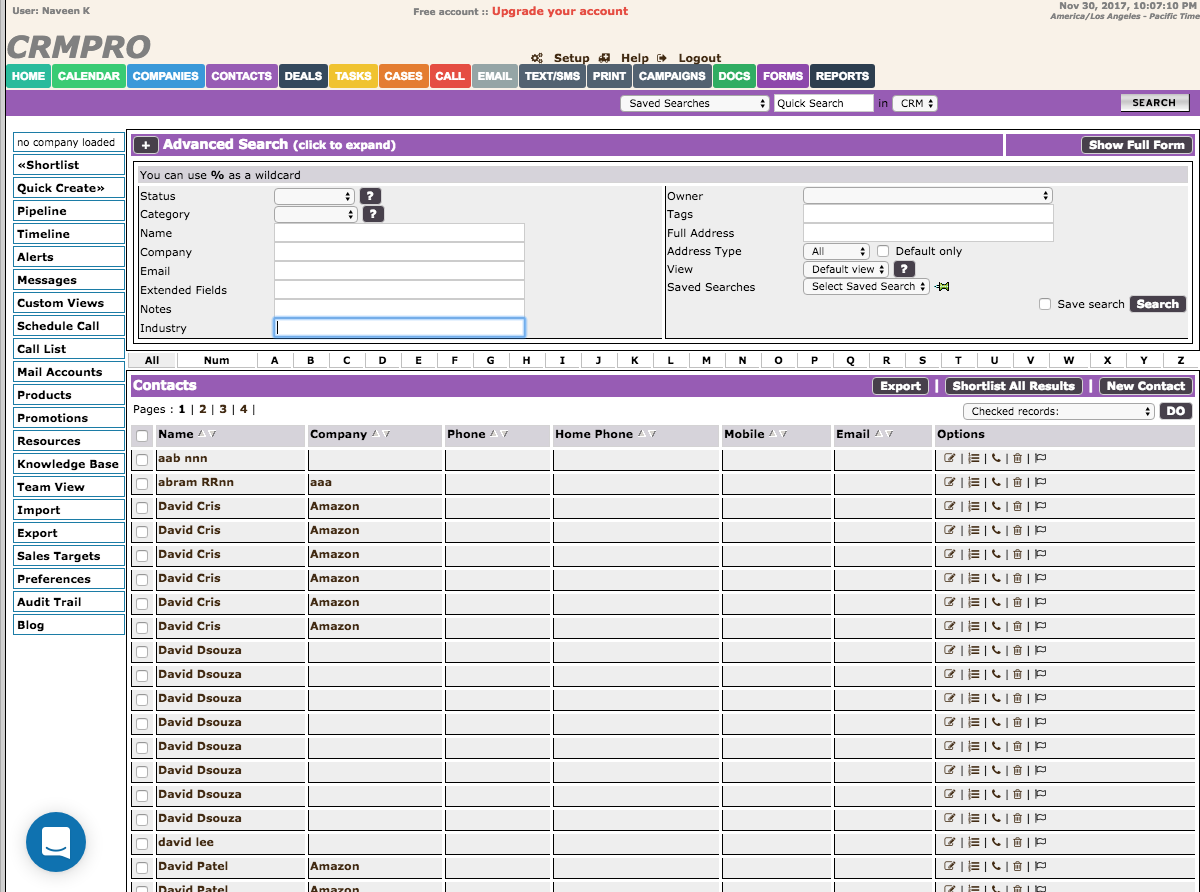 User: Naveen K
Free account :: Upgrade your account
Nov 30, 2017, 10:07:10 PM
America/Los Angeles - Pacific Time
CRMPRO
Setup Help Logout
HOME CALENDAR COMPANIES CONTACTS DEALS TASKS CASES CALL EMAIL TEXT/SMS PRINT CAMPAIGNS DOCS FORMS REPORTS
Saved Searches Quick Search in CRM SEARCH
no company loaded
«Shortlist
Quick Create»
Pipeline
Timeline
Alerts
Messages
Custom Views
Schedule Call
Call List
Mail Accounts
Products
Promotions
Resources
Knowledge Base
Team View
Import
Export
Sales Targets
Preferences
Audit Trail
Blog
+ Advanced Search (click to expand) Show Full Form
You can use % as a wildcard
Status ?
Category ?
Name
Company
Email
Extended Fields
Notes
Industry
Owner
Tags
Full Address
Address Type All Default only
View Default view ?
Saved Searches Select Saved Search
Save search Search
All Num A B C D E F G H I J K L M N O P Q R S T U V W X Y Z
Contacts Export | Shortlist All Results | New Contact
Pages : 1 | 2 | 3 | 4 |
Checked records: DO
Name Company Phone Home Phone Mobile Email Options
aab nnn | | | |
abram RRnn aaa | | | |
David Cris Amazon | | | |
David Cris Amazon | | | |
David Cris Amazon | | | |
David Cris Amazon | | | |
David Cris Amazon | | | |
David Cris Amazon | | | |
David Dsouza | | | |
David Dsouza | | | |
David Dsouza | | | |
David Dsouza | | | |
David Dsouza | | | |
David Dsouza | | | |
David Dsouza | | | |
David Dsouza | | | |
david lee | | | |
David Patel Amazon | | | |
David Patel Amazon | | | |